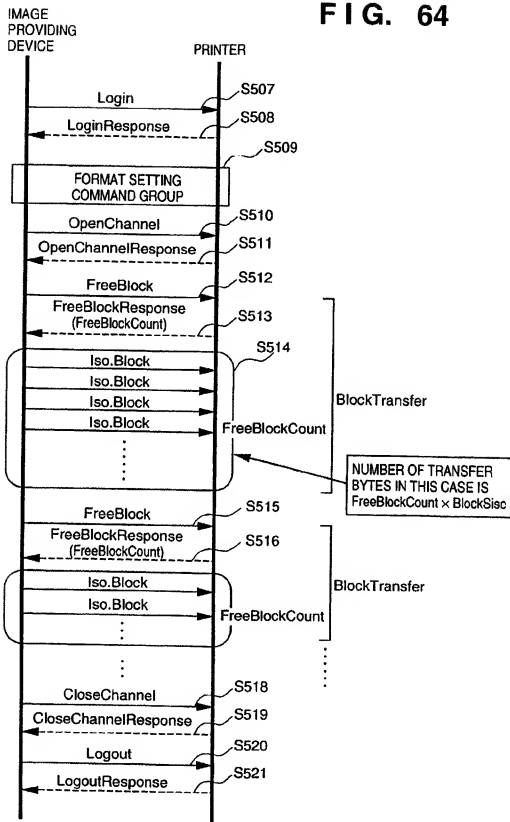 FIG. 64
IMAGE
PROVIDING
DEVICE
PRINTER
Login
S507
LoginResponse
S508
S509
FORMAT SETTING
COMMAND GROUP
OpenChannel
S510
OpenChannelResponse
S511
FreeBlock
S512
FreeBlockResponse
(FreeBlockCount)
S513
S514
Iso.Block
Iso.Block
Iso.Block
Iso.Block
FreeBlockCount
BlockTransfer
NUMBER OF TRANSFER
BYTES IN THIS CASE IS
FreeBlockCount × BlockSisc
FreeBlock
S515
FreeBlockResponse
(FreeBlockCount)
S516
Iso.Block
Iso.Block
FreeBlockCount
BlockTransfer
CloseChannel
S518
CloseChannelResponse
S519
Logout
S520
LogoutResponse
S521